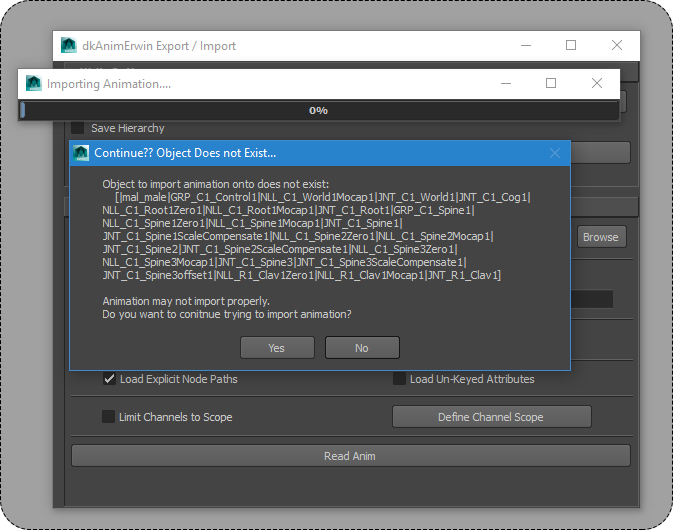 dkAnimErwin Export / Import
Importing Animation....
0%
Save Hierarchy
Continue?? Object Does not Exist...
Object to import animation onto does not exist:
[|mal_male|GRP_C1_Control1|NLL_C1_World1Mocap1|JNT_C1_World1|JNT_C1_Cog1|
NLL_C1_Root1Zero1|NLL_C1_Root1Mocap1|JNT_C1_Root1|GRP_C1_Spine1|
NLL_C1_Spine1Zero1|NLL_C1_Spine1Mocap1|JNT_C1_Spine1|
JNT_C1_Spine1ScaleCompensate1|NLL_C1_Spine2Zero1|NLL_C1_Spine2Mocap1|
JNT_C1_Spine2|JNT_C1_Spine2ScaleCompensate1|NLL_C1_Spine3Zero1|
NLL_C1_Spine3Mocap1|JNT_C1_Spine3|JNT_C1_Spine3ScaleCompensate1|
JNT_C1_Spine3offset1|NLL_R1_Clav1Zero1|NLL_R1_Clav1Mocap1|JNT_R1_Clav1]
Browse
Animation may not import properly.
Do you want to conitnue trying to import animation?
Yes No
Load Explicit Node Paths Load Un-Keyed Attributes
Limit Channels to Scope Define Channel Scope
Read Anim